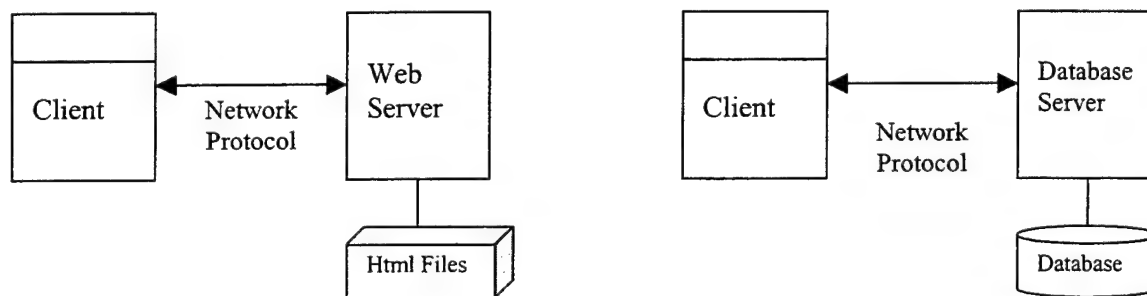 Client
Network
Protocol
Web
Server
Html Files
Client
Network
Protocol
Database
Server
Database